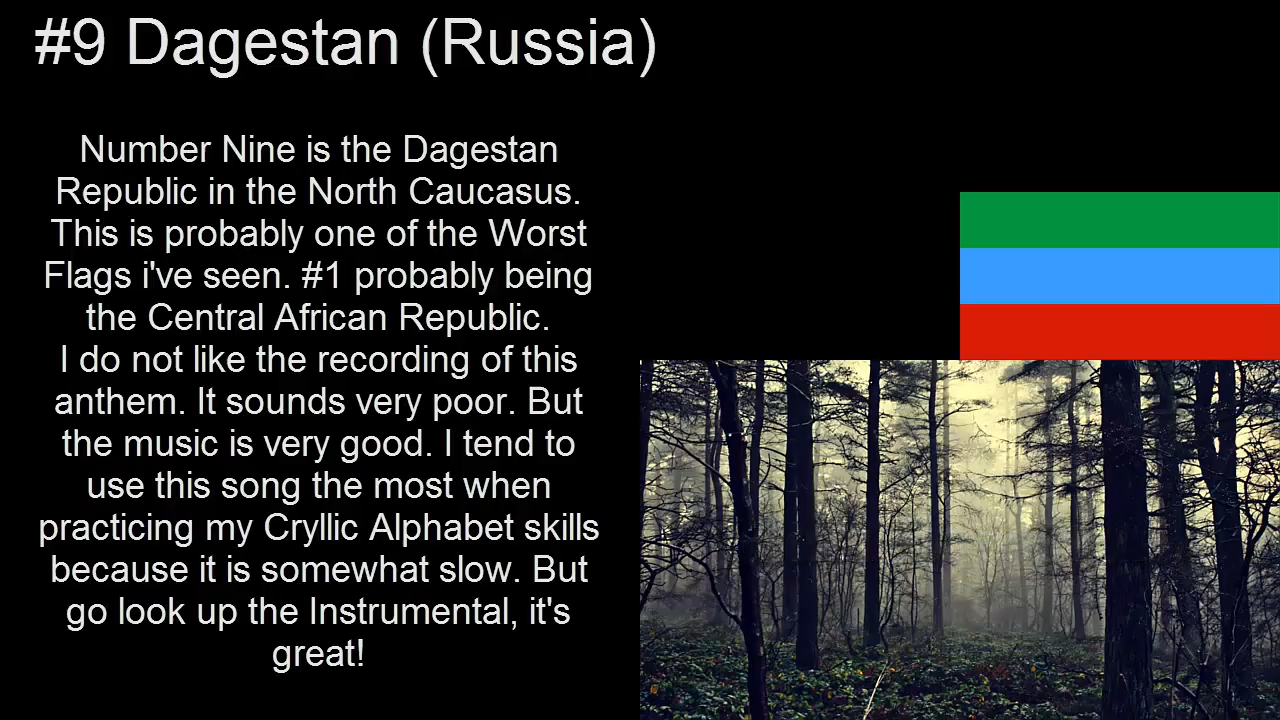 #9 Dagestan (Russia)
Number Nine is the Dagestan
Republic in the North Caucasus.
This is probably one of the Worst
Flags i've seen. #1 probably being
the Central African Republic.
I do not like the recording of this
anthem. It sounds very poor. But
the music is very good. I tend to
use this song the most when
practicing my Cryllic Alphabet skills
because it is somewhat slow. But
go look up the Instrumental, it's
great!